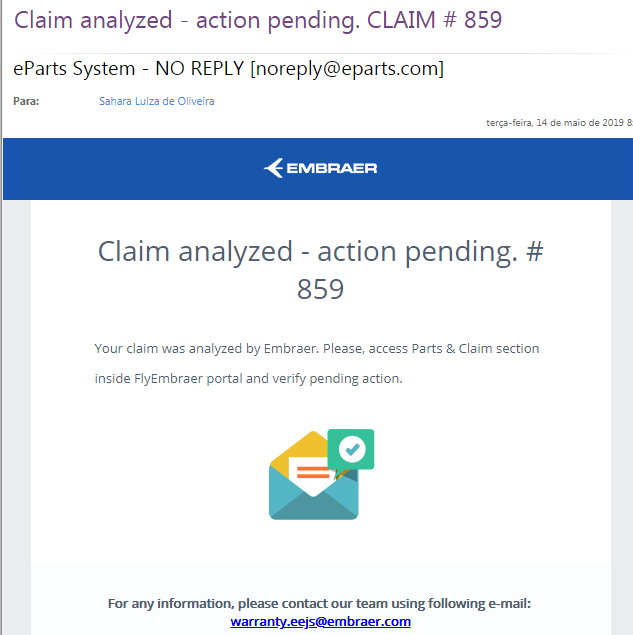 Claim analyzed - action pending. CLAIM # 859
eParts System - NO REPLY [noreply@eparts.com]
Para: Sahara Luiza de Oliveira
terça-feira, 14 de maio de 2019 8:
EMBRAER
Claim analyzed - action pending. #
859
Your claim was analyzed by Embraer. Please, access Parts & Claim section
inside FlyEmbraer portal and verify pending action.
For any information, please contact our team using following e-mail:
warranty.eejs@embraer.com